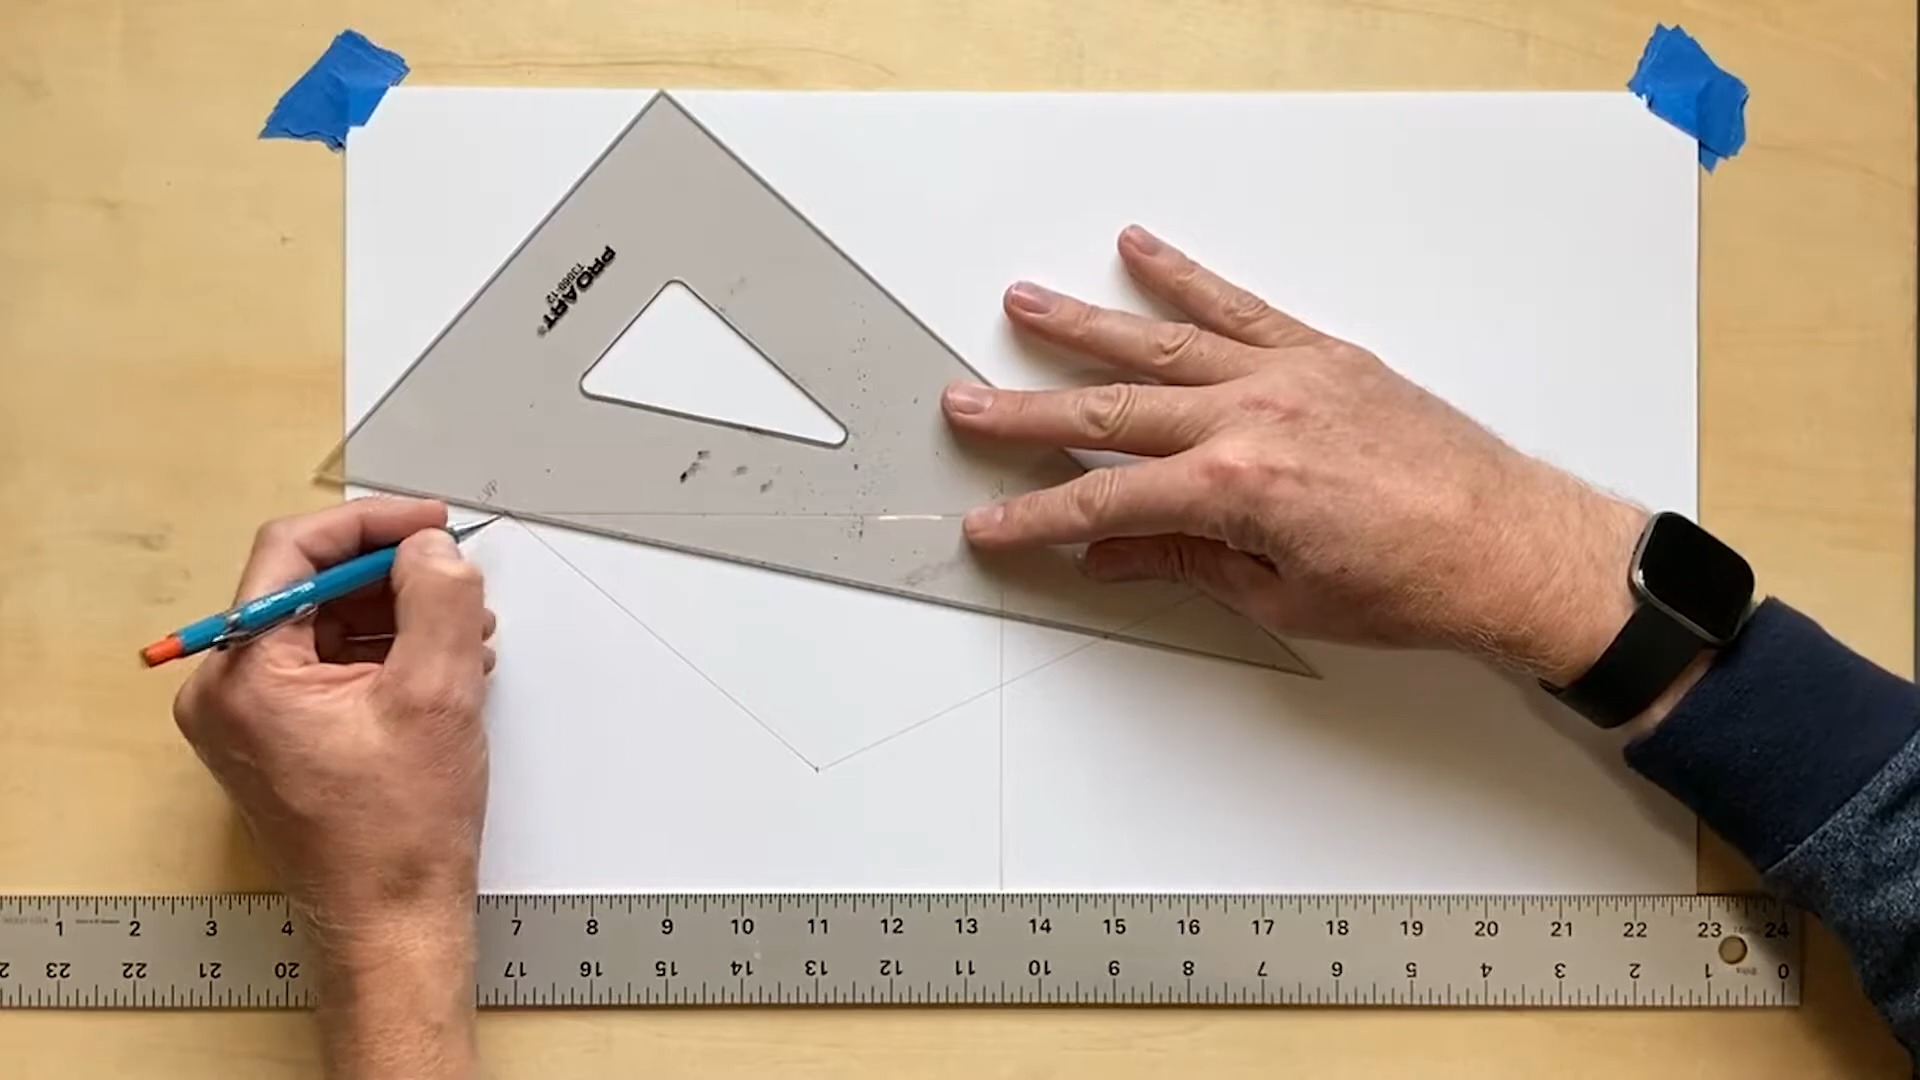 PROART®
T3060-12
LVP
1 2 3 4 7 8 9 10 11 12 13 14 15 16 17 18 19 20 21 22 23 24
23 22 21 20 17 16 15 14 13 12 11 10 9 8 7 6 5 4 3 2 1 0